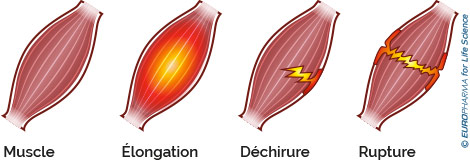 Muscle
Élongation
Déchirure
Rupture
© EUROPHARMA for Life Science